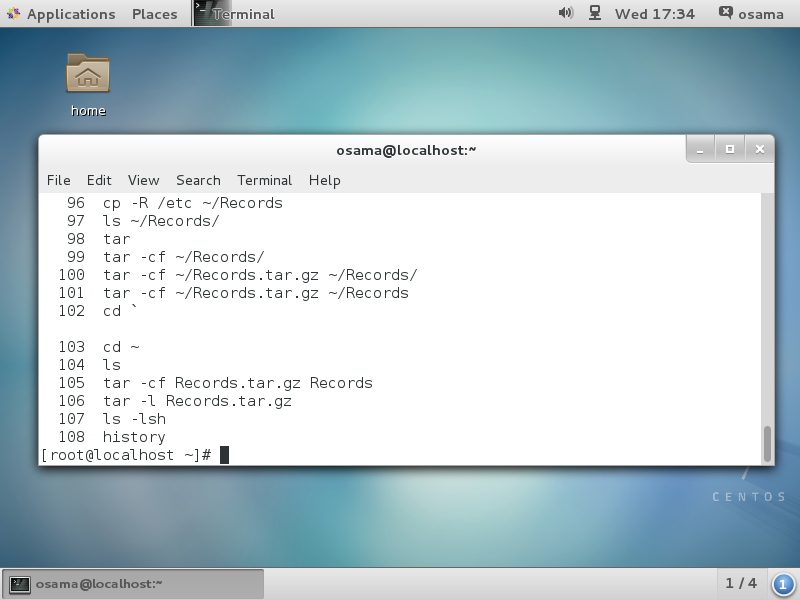 Applications Places Terminal Wed 17:34 osama
home
osama@localhost:~
File Edit View Search Terminal Help
96 cp -R /etc ~/Records
97 ls ~/Records/
98 tar
99 tar -cf ~/Records/
100 tar -cf ~/Records.tar.gz ~/Records/
101 tar -cf ~/Records.tar.gz ~/Records
102 cd `
103 cd ~
104 ls
105 tar -cf Records.tar.gz Records
106 tar -l Records.tar.gz
107 ls -lsh
108 history
[root@localhost ~]#
7
CENTOS
osama@localhost:~ 1 / 4 1